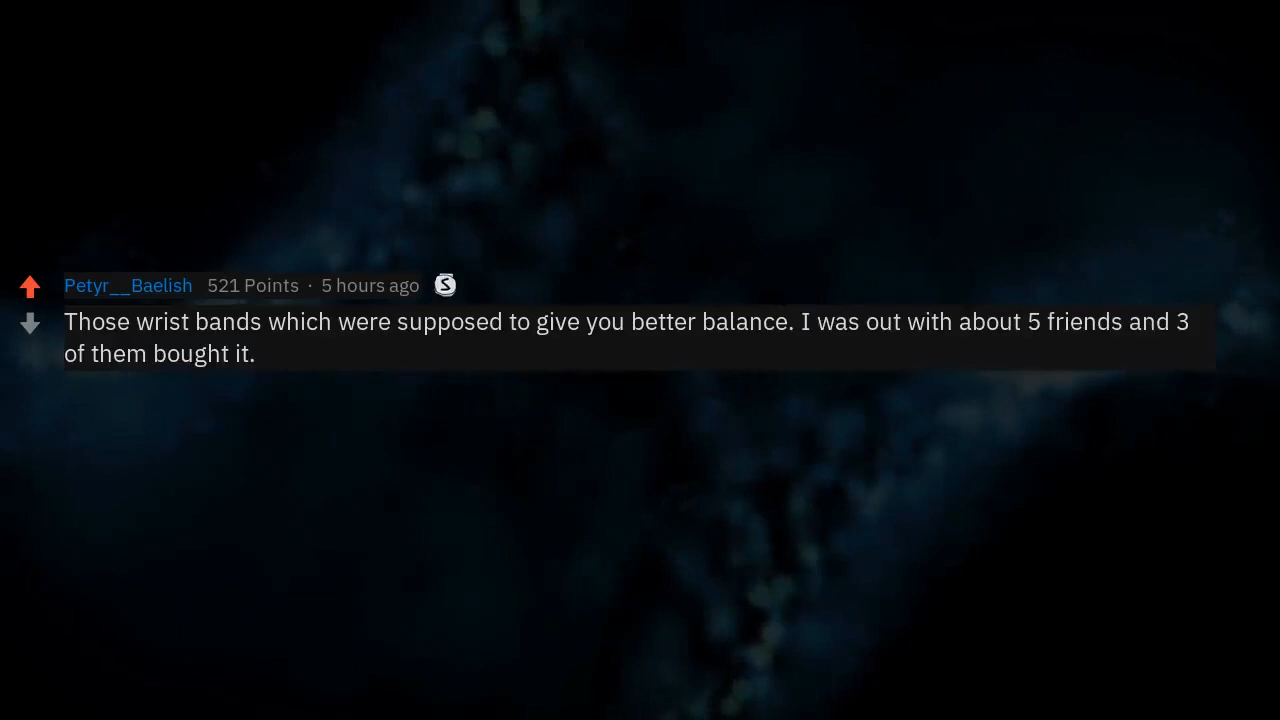 Petyr__Baelish 521 Points · 5 hours ago S
Those wrist bands which were supposed to give you better balance. I was out with about 5 friends and 3
of them bought it.